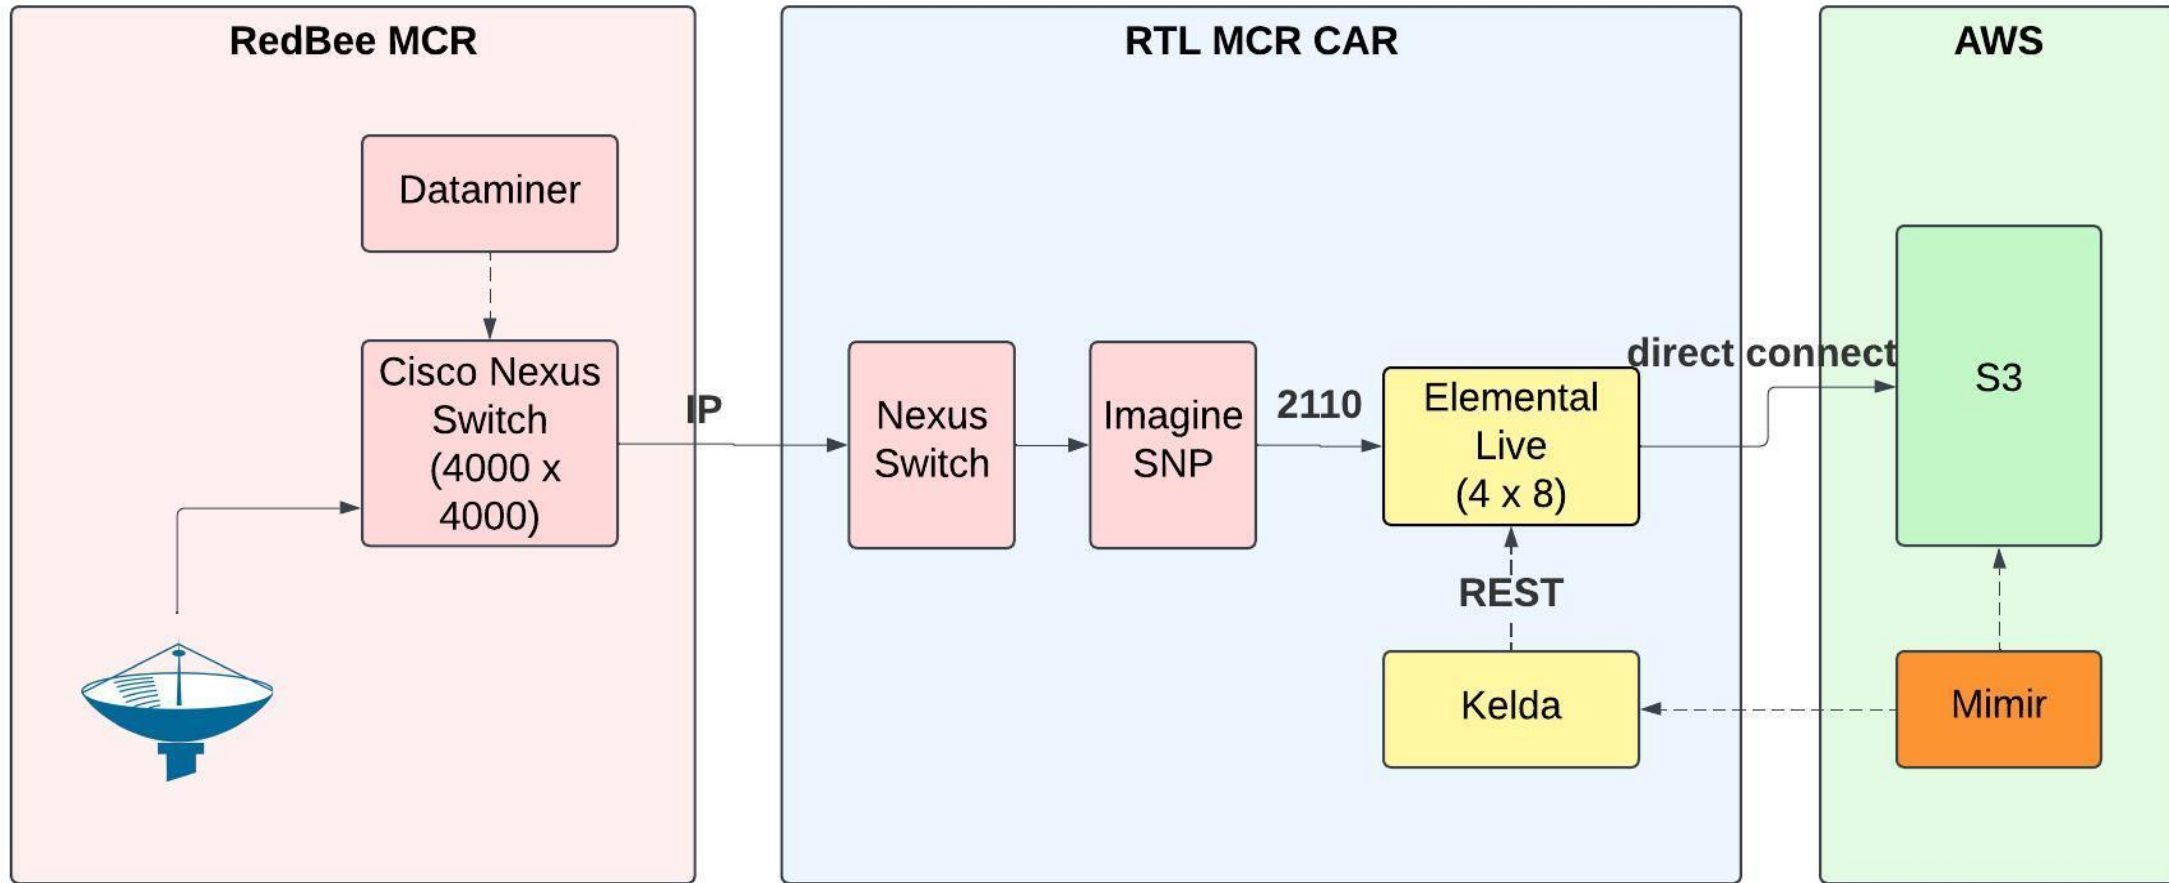 RedBee MCR
Dataminer
Cisco Nexus
Switch
(4000 x
4000)
IP
RTL MCR CAR
Nexus
Switch
Imagine
SNP
2110
Elemental
Live
(4 x 8)
REST
Kelda
direct connect
AWS
S3
Mimir